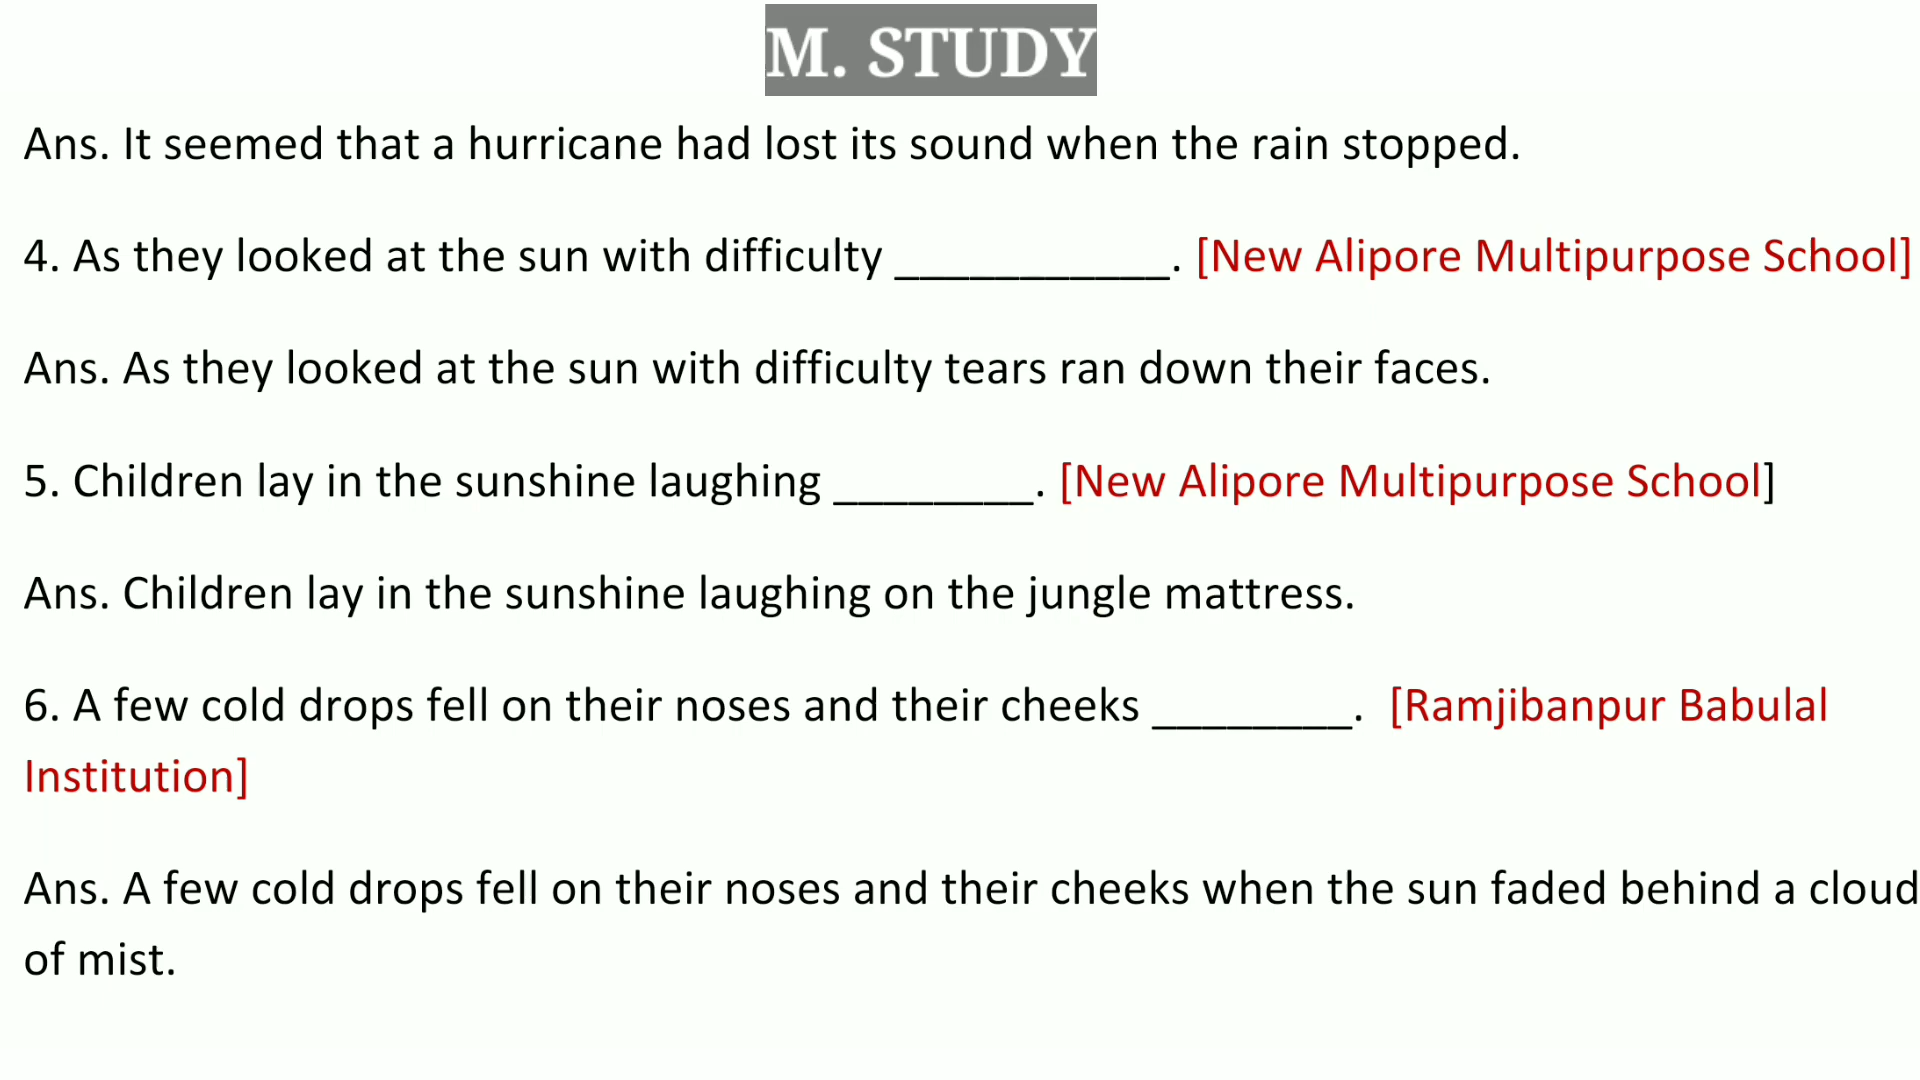 M. STUDY
Ans. It seemed that a hurricane had lost its sound when the rain stopped.
4. As they looked at the sun with difficulty ___________. [New Alipore Multipurpose School]
Ans. As they looked at the sun with difficulty tears ran down their faces.
5. Children lay in the sunshine laughing ________. [New Alipore Multipurpose School]
Ans. Children lay in the sunshine laughing on the jungle mattress.
6. A few cold drops fell on their noses and their cheeks ________. [Ramjibanpur Babulal
Institution]
Ans. A few cold drops fell on their noses and their cheeks when the sun faded behind a cloud
of mist.